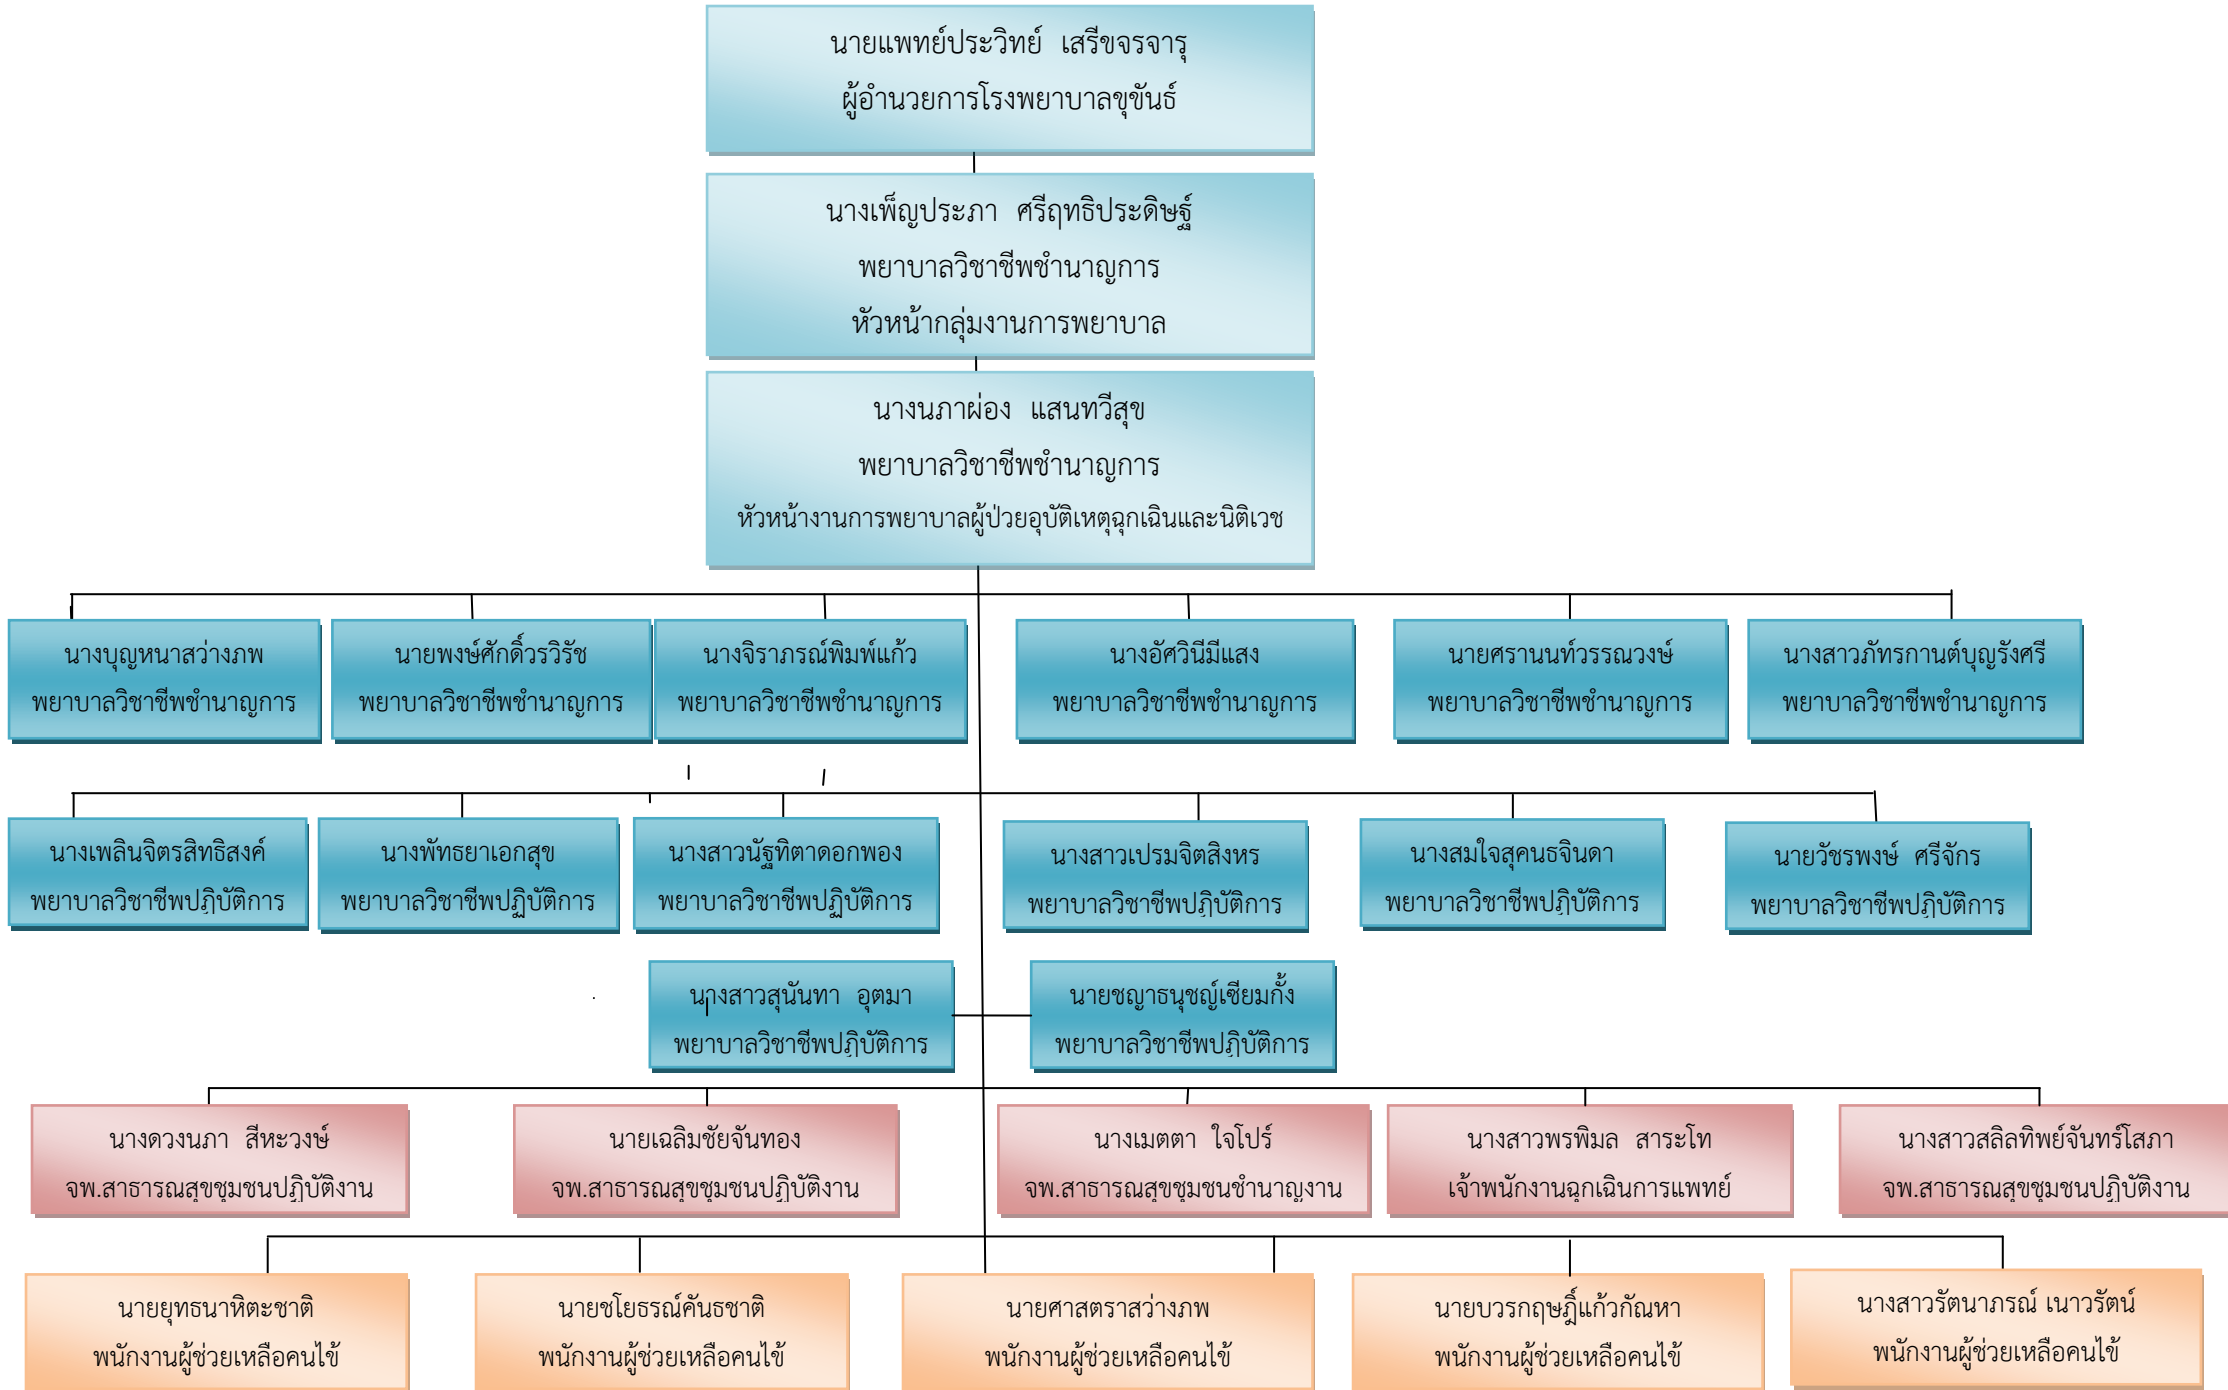 นายแพทย์ประวิทย์ เสรีขจรจารุ
ผู้อำนวยการโรงพยาบาลขุขันธ์
นางเพ็ญประภา ศรีฤทธิประดิษฐ์
พยาบาลวิชาชีพชำนาญการ
หัวหน้ากลุ่มงานการพยาบาล
นางนภาผ่อง แสนทวีสุข
พยาบาลวิชาชีพชำนาญการ
หัวหน้างานการพยาบาลผู้ป่วยอุบัติเหตุฉุกเฉินและนิติเวช
นางบุญหนาสว่างภพ
พยาบาลวิชาชีพชำนาญการ
นายพงษ์ศักดิ์วรวิรัช
พยาบาลวิชาชีพชำนาญการ
นางจิราภรณ์พิมพ์แก้ว
พยาบาลวิชาชีพชำนาญการ
นางอัศวินีมีแสง
พยาบาลวิชาชีพชำนาญการ
นายศรานนท์วรรณวงษ์
พยาบาลวิชาชีพชำนาญการ
นางสาวภัทรกานต์บุญรังศรี
พยาบาลวิชาชีพชำนาญการ
นางเพลินจิตรสิทธิสงค์
พยาบาลวิชาชีพปฏิบัติการ
นางพัทธยาเอกสุข
พยาบาลวิชาชีพปฏิบัติการ
นางสาวนัฐทิตาดอกพอง
พยาบาลวิชาชีพปฏิบัติการ
นางสาวเปรมจิตสิงหร
พยาบาลวิชาชีพปฏิบัติการ
นางสมใจสุคนธจินดา
พยาบาลวิชาชีพปฏิบัติการ
นายวัชรพงษ์ ศรีจักร
พยาบาลวิชาชีพปฏิบัติการ
นางสาวสุนันทา อุตมา
พยาบาลวิชาชีพปฏิบัติการ
นายชญาธนุชญ์เซียมกั้ง
พยาบาลวิชาชีพปฏิบัติการ
นางดวงนภา สีหะวงษ์
จพ.สาธารณสุขชุมชนปฏิบัติงาน
นายเฉลิมชัยจันทอง
จพ.สาธารณสุขชุมชนปฏิบัติงาน
นางเมตตา ใจโปร์
จพ.สาธารณสุขชุมชนชำนาญงาน
นางสาวพรพิมล สาระโท
เจ้าพนักงานฉุกเฉินการแพทย์
นางสาวสลิลทิพย์จันทร์โสภา
จพ.สาธารณสุขชุมชนปฏิบัติงาน
นายยุทธนาหิตะชาติ
พนักงานผู้ช่วยเหลือคนไข้
นายชโยธรณ์คันธชาติ
พนักงานผู้ช่วยเหลือคนไข้
นายศาสตราสว่างภพ
พนักงานผู้ช่วยเหลือคนไข้
นายบวรกฤษฎิ์แก้วกัณหา
พนักงานผู้ช่วยเหลือคนไข้
นางสาวรัตนาภรณ์ เนาวรัตน์
พนักงานผู้ช่วยเหลือคนไข้